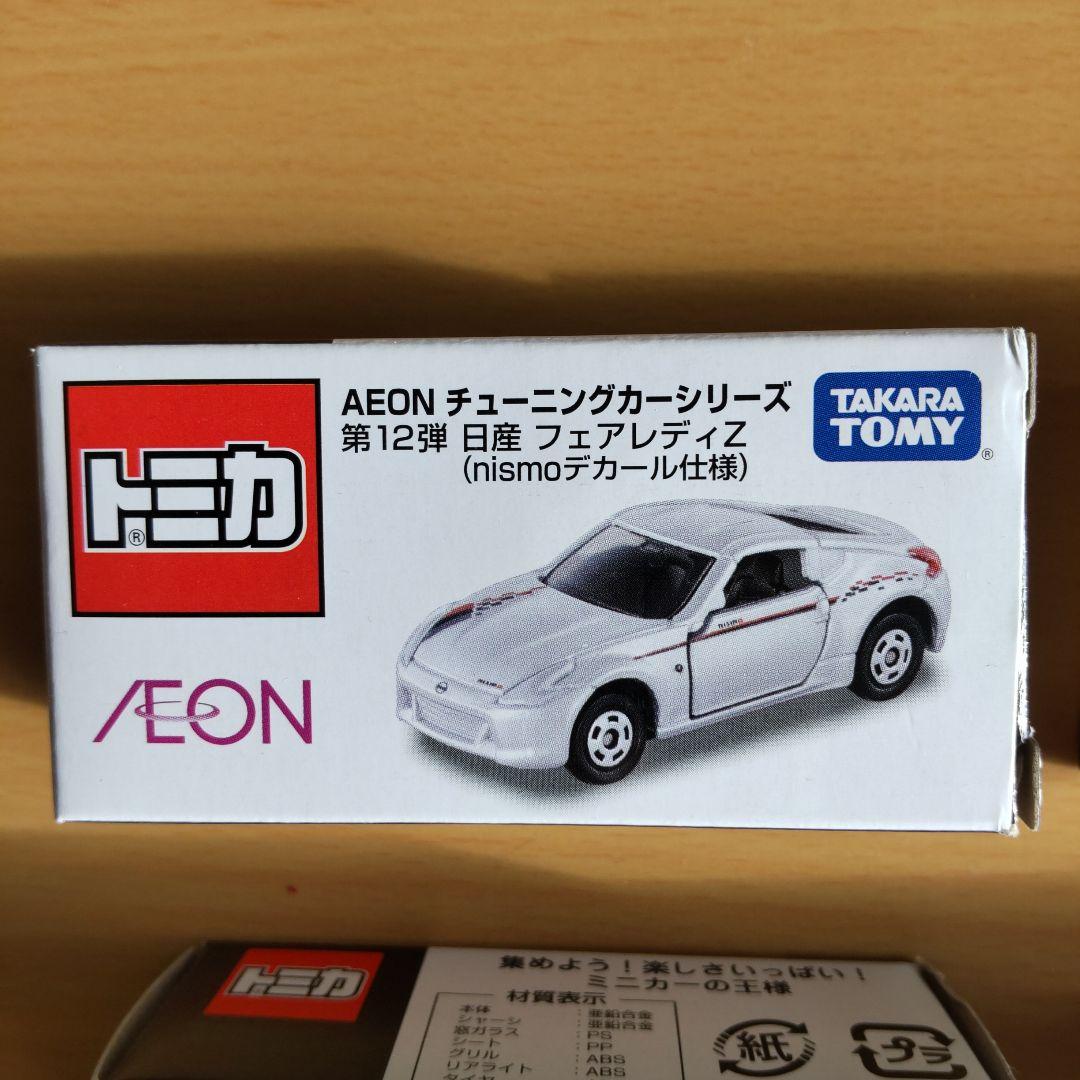 AEON チューニングカーシリーズ
第12弾 日産 フェアレディZ
(nismoデカール仕様)
TAKARA
TOMY
®
トミカ
®
AEON
nismo
nismo
トミカ
集めよう!楽しさいっぱい!
ミニカーの王様
材質表示
本体 : 亜鉛合金
シャーシ : 亜鉛合金
窓ガラス : PS
シート : PP
グリル : ABS
リアライト : ABS
タイヤ
紙
プラ